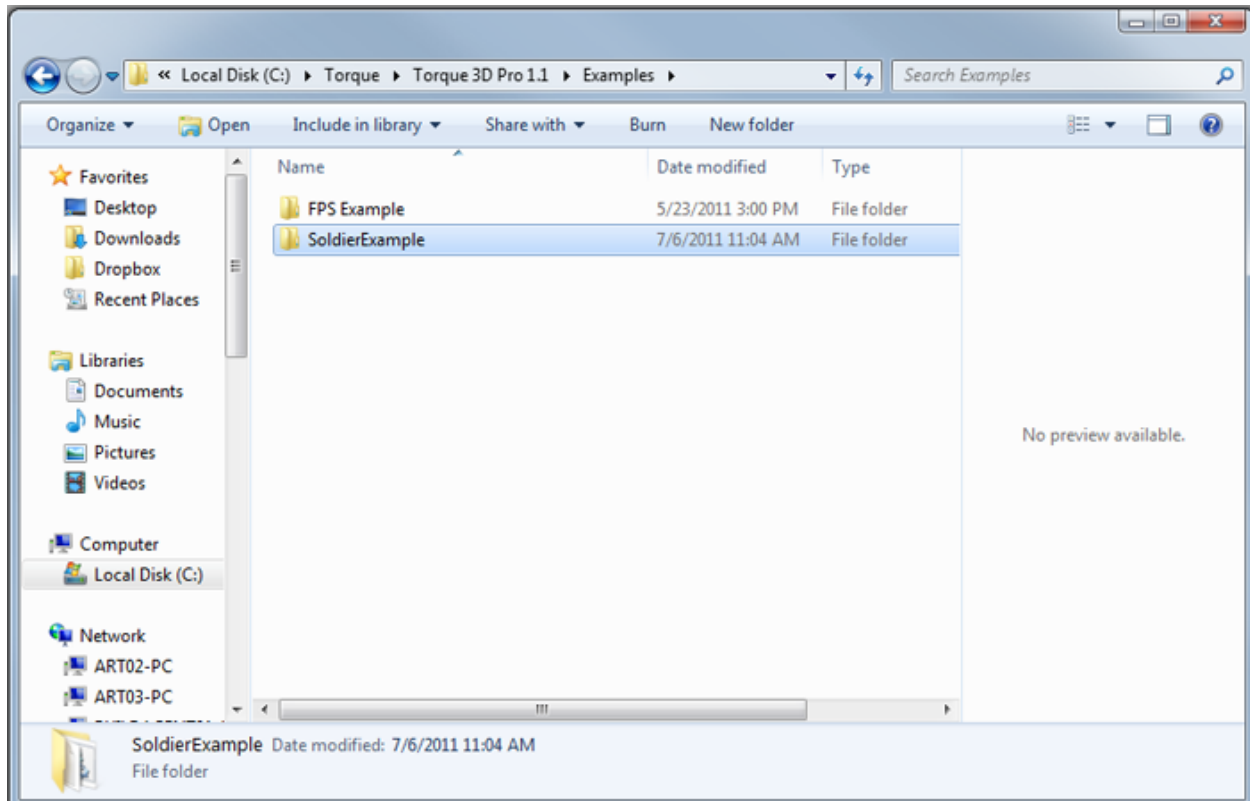 « Local Disk (C:) ▸ Torque ▸ Torque 3D Pro 1.1 ▸ Examples ▸ Search Examples
Organize Open Include in library Share with Burn New folder
Name Date modified Type
Favorites
Desktop
Downloads
Dropbox
Recent Places
Libraries
Documents
Music
Pictures
Videos
Computer
Local Disk (C:)
Network
ART02-PC
ART03-PC
FPS Example 5/23/2011 3:00 PM File folder
SoldierExample 7/6/2011 11:04 AM File folder
No preview available.
SoldierExample Date modified: 7/6/2011 11:04 AM
File folder